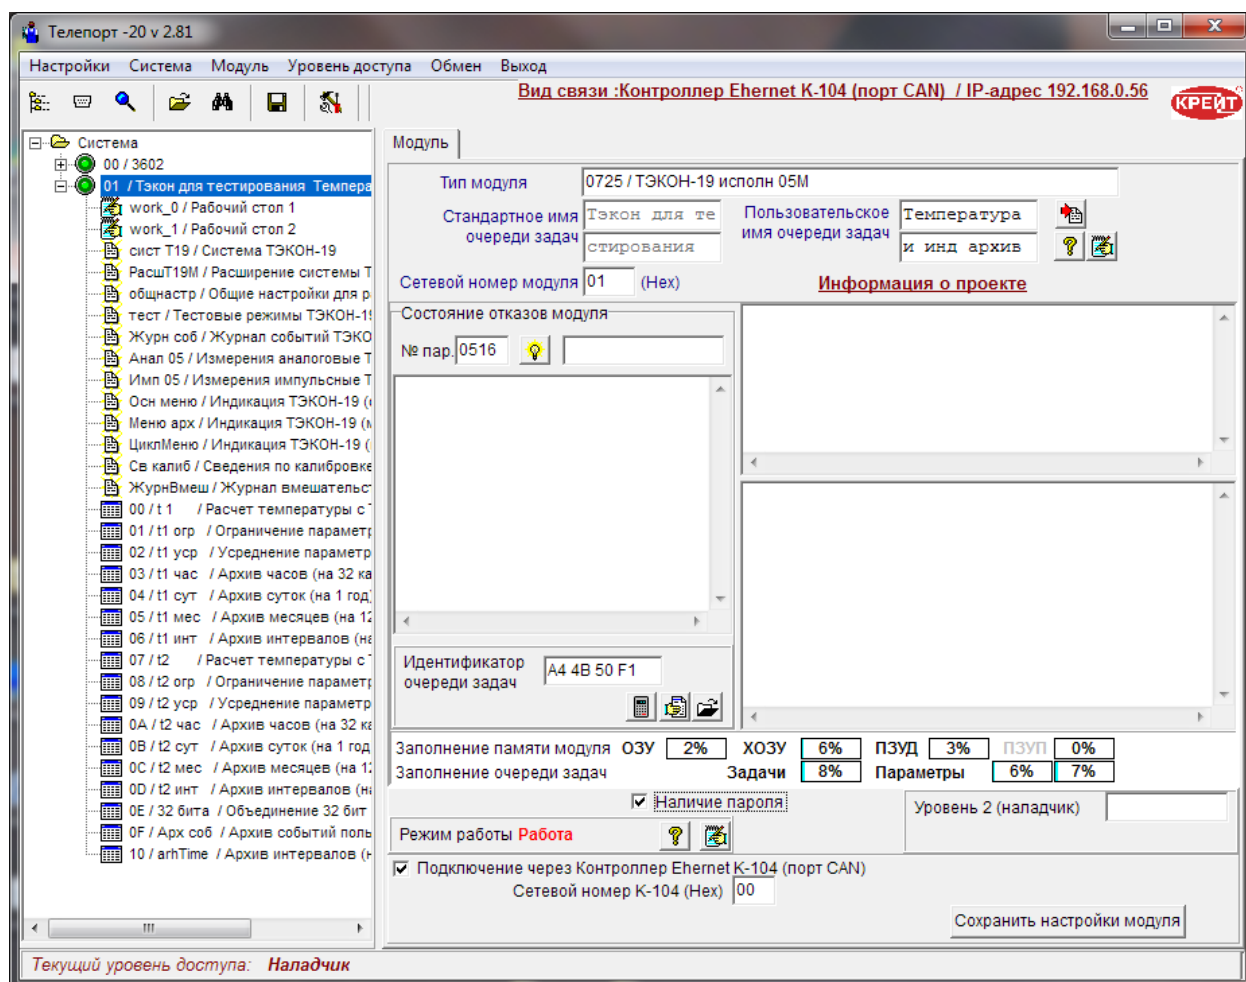 Телепорт -20 v 2.81
Настройки Система Модуль Уровень доступа Обмен Выход
Вид связи :Контроллер Ehernet К-104 (порт CAN) / IP-адрес 192.168.0.56
КРЕЙТ
Система
00 / 3602
01 / Тэкон для тестирования Темпера
work_0 / Рабочий стол 1
work_1 / Рабочий стол 2
сист Т19 / Система ТЭКОН-19
РасшТ19М / Расширение системы Т
общнастр / Общие настройки для р
тест / Тестовые режимы ТЭКОН-19
Журн соб / Журнал событий ТЭКО
Анал 05 / Измерения аналоговые Т
Имп 05 / Измерения импульсные Т
Осн меню / Индикация ТЭКОН-19 (
Меню арх / Индикация ТЭКОН-19 (
ЦиклМеню / Индикация ТЭКОН-19 (
Св калиб / Сведения по калибровке
ЖурнВмеш / Журнал вмешательс
00 / t 1 / Расчет температуры с
01 / t1 огр / Ограничение параметр
02 / t1 уср / Усреднение параметр
03 / t1 час / Архив часов (на 32 ка
04 / t1 сут / Архив суток (на 1 год
05 / t1 мес / Архив месяцев (на 12
06 / t1 инт / Архив интервалов (на
07 / t2 / Расчет температуры с
08 / t2 огр / Ограничение параметр
09 / t2 уср / Усреднение параметр
0A / t2 час / Архив часов (на 32 ка
0B / t2 сут / Архив суток (на 1 год
0C / t2 мес / Архив месяцев (на 12
0D / t2 инт / Архив интервалов (на
0E / 32 бита / Объединение 32 бит
0F / Арх соб / Архив событий поль
10 / arhTime / Архив интервалов (н
Модуль
Тип модуля 0725 / ТЭКОН-19 исполн 05М
Стандартное имя очереди задач Тэкон для те стирования
Пользовательское имя очереди задач Температура и инд архив
Сетевой номер модуля 01 (Hex)
Информация о проекте
Состояние отказов модуля
№ пар. 0516
Идентификатор очереди задач A4 4B 50 F1
Заполнение памяти модуля ОЗУ 2% ХОЗУ 6% ПЗУД 3% ПЗУП 0%
Заполнение очереди задач Задачи 8% Параметры 6% 7%
Наличие пароля
Уровень 2 (наладчик)
Режим работы Работа
Подключение через Контроллер Ehernet К-104 (порт CAN)
Сетевой номер К-104 (Hex) 00
Сохранить настройки модуля
Текущий уровень доступа: Наладчик